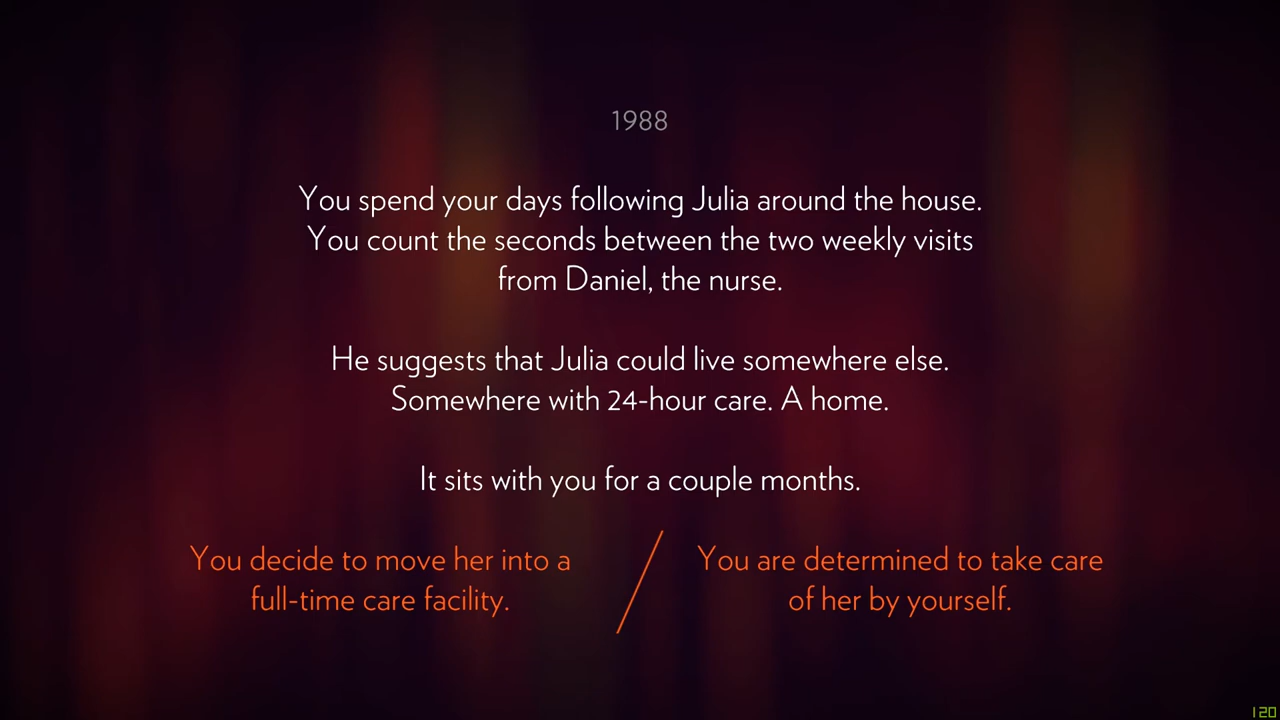 1988
You spend your days following Julia around the house.
You count the seconds between the two weekly visits
from Daniel, the nurse.
He suggests that Julia could live somewhere else.
Somewhere with 24-hour care. A home.
It sits with you for a couple months.
You decide to move her into a
full-time care facility.
/
You are determined to take care
of her by yourself.
120